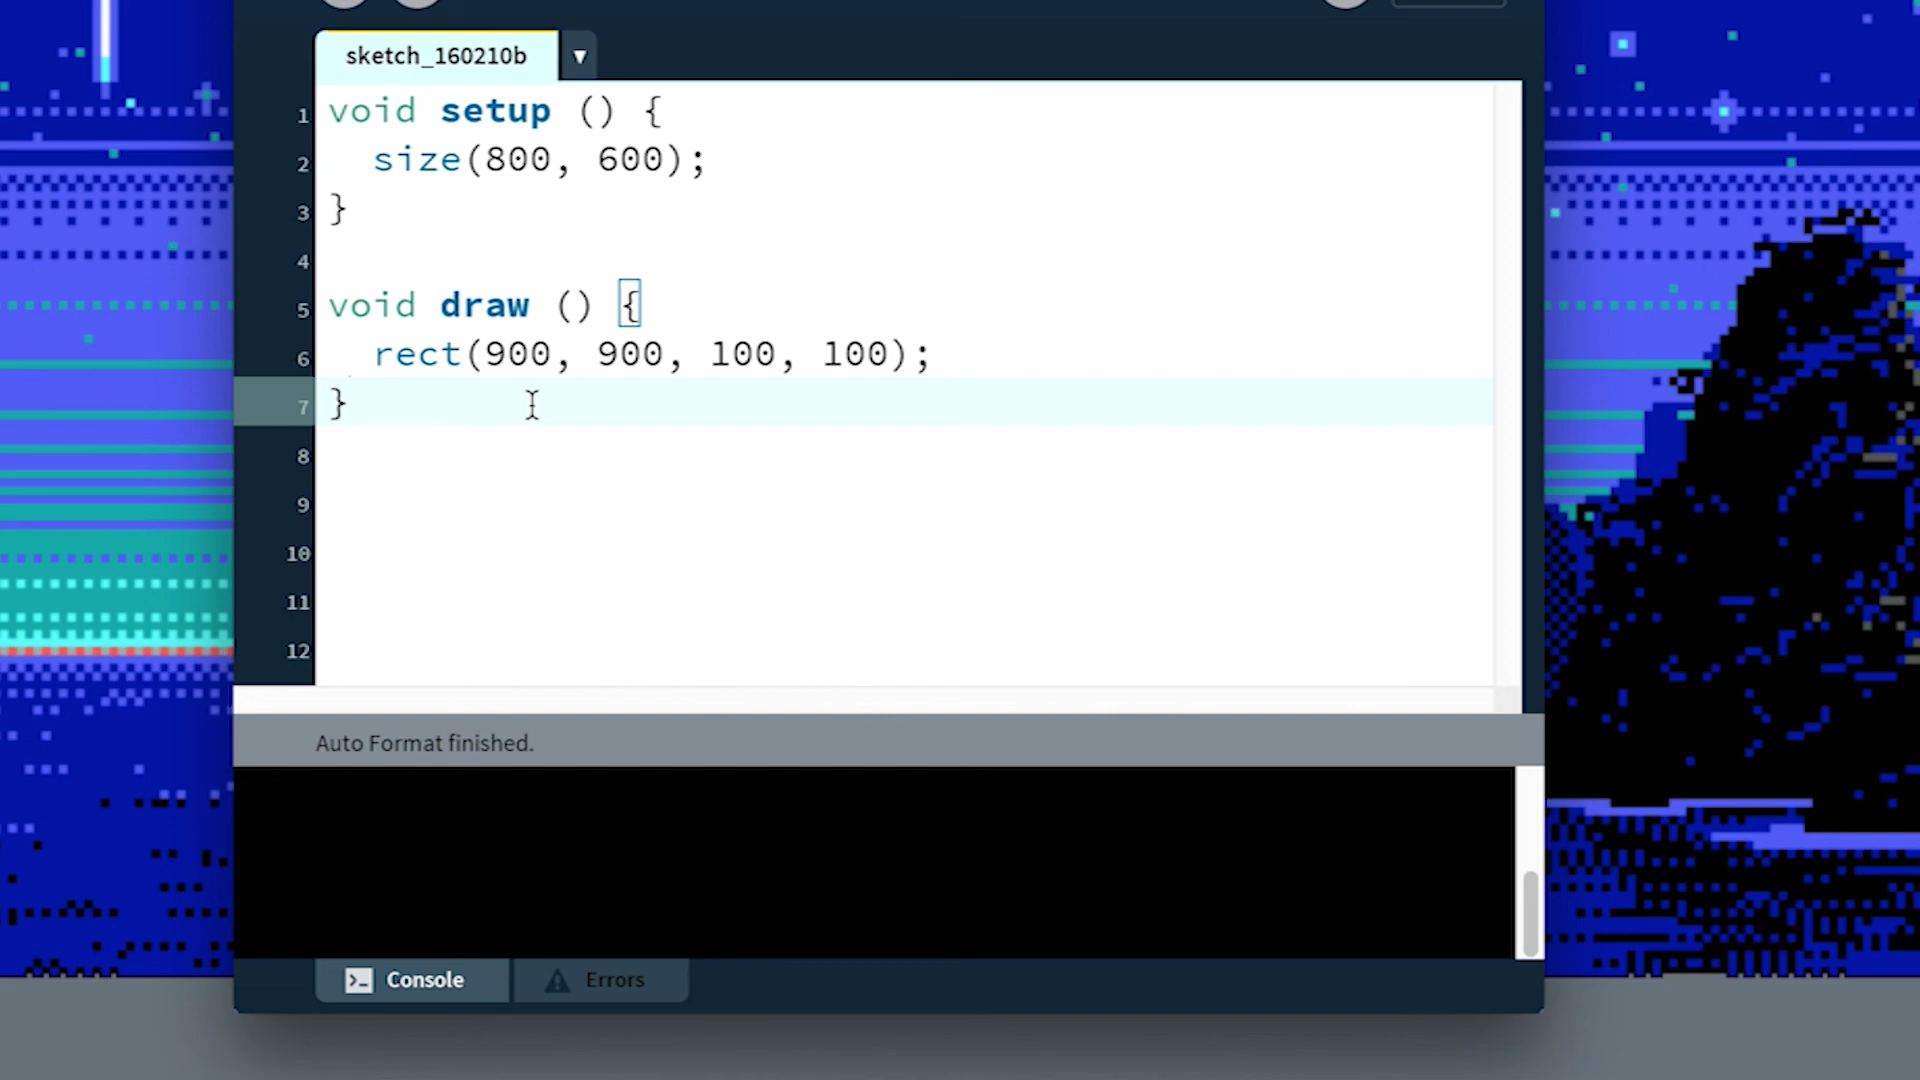 sketch_160210b ▼
1 void setup () {
2 size(800, 600);
3 }
4
5 void draw () {
6 rect(900, 900, 100, 100);
7 }
8
9
10
11
12
Auto Format finished.
Console Errors